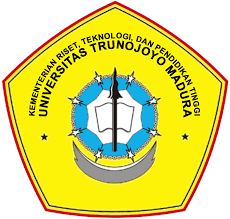 KEMENTERIAN RISET, TEKNOLOGI, DAN PENDIDIKAN TINGGI
UNIVERSITAS TRUNOJOYO MADURA